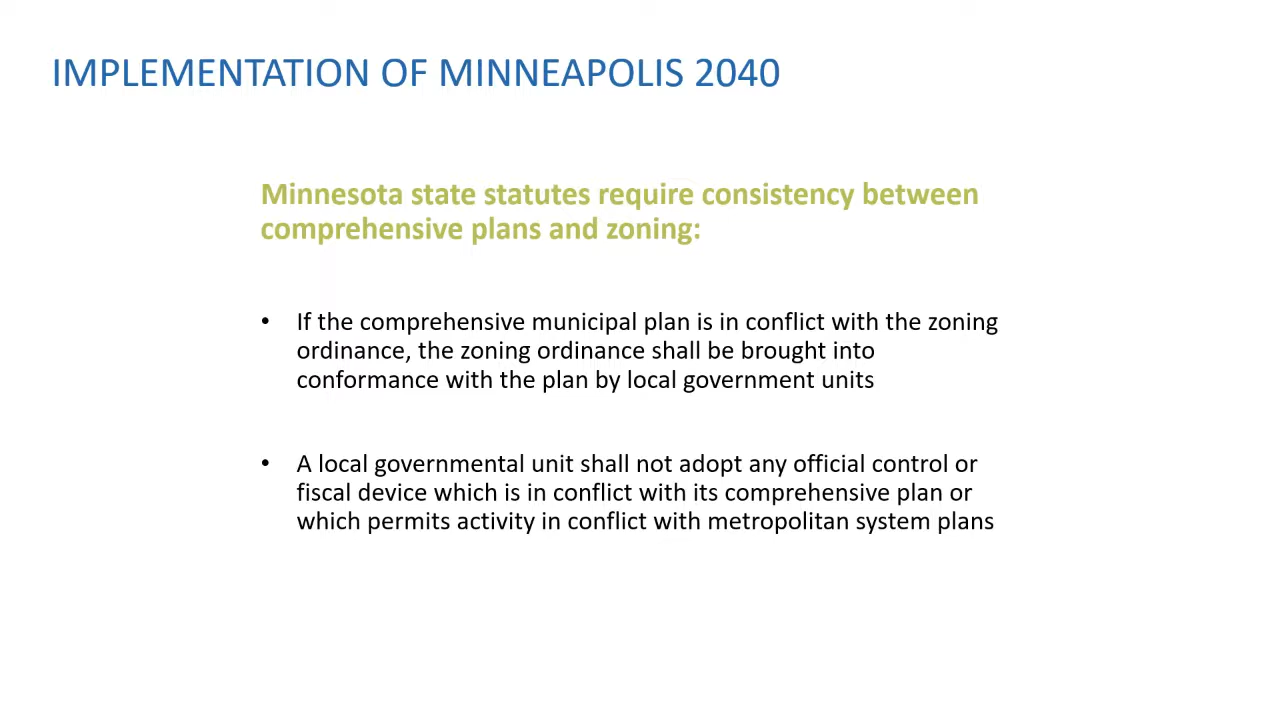 IMPLEMENTATION OF MINNEAPOLIS 2040
Minnesota state statutes require consistency between
comprehensive plans and zoning:
• If the comprehensive municipal plan is in conflict with the zoning
ordinance, the zoning ordinance shall be brought into
conformance with the plan by local government units
• A local governmental unit shall not adopt any official control or
fiscal device which is in conflict with its comprehensive plan or
which permits activity in conflict with metropolitan system plans